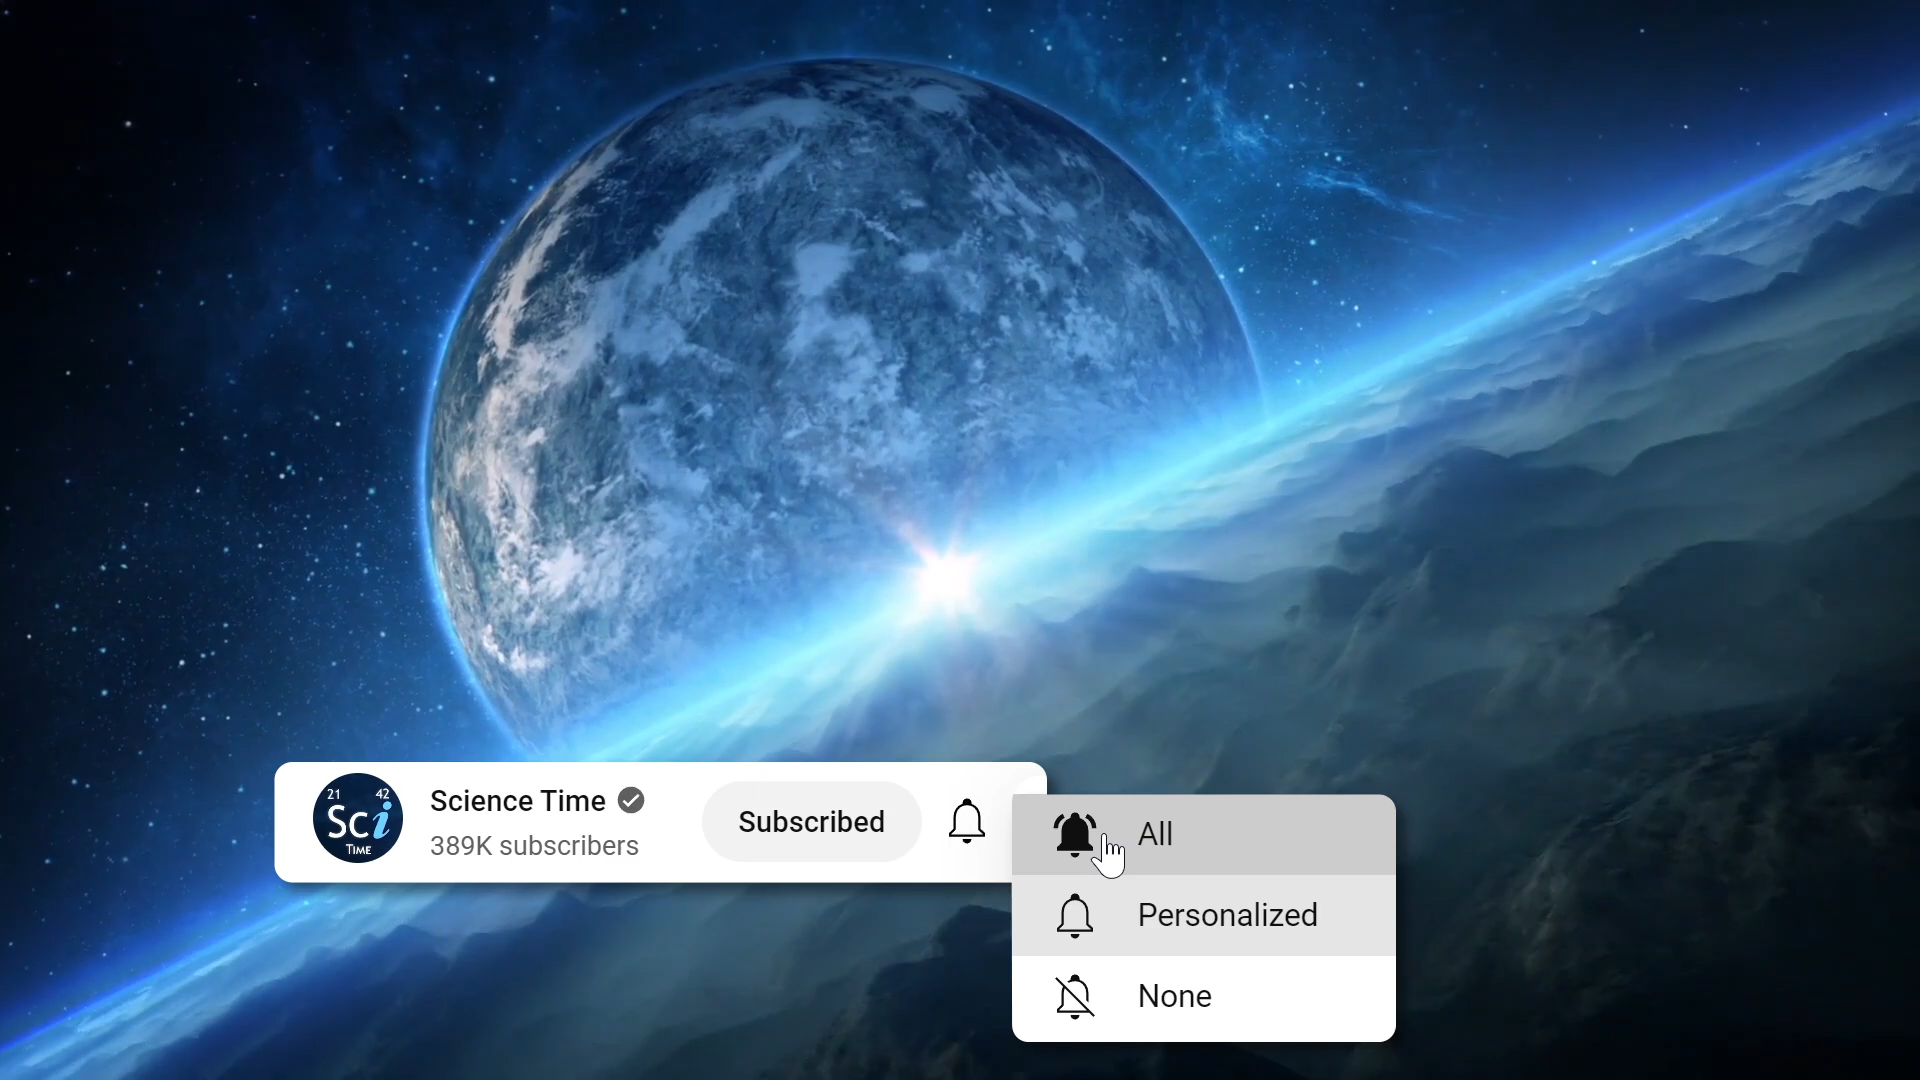 21 42
Sci
TIME
Science Time
389K subscribers
Subscribed
All
Personalized
None